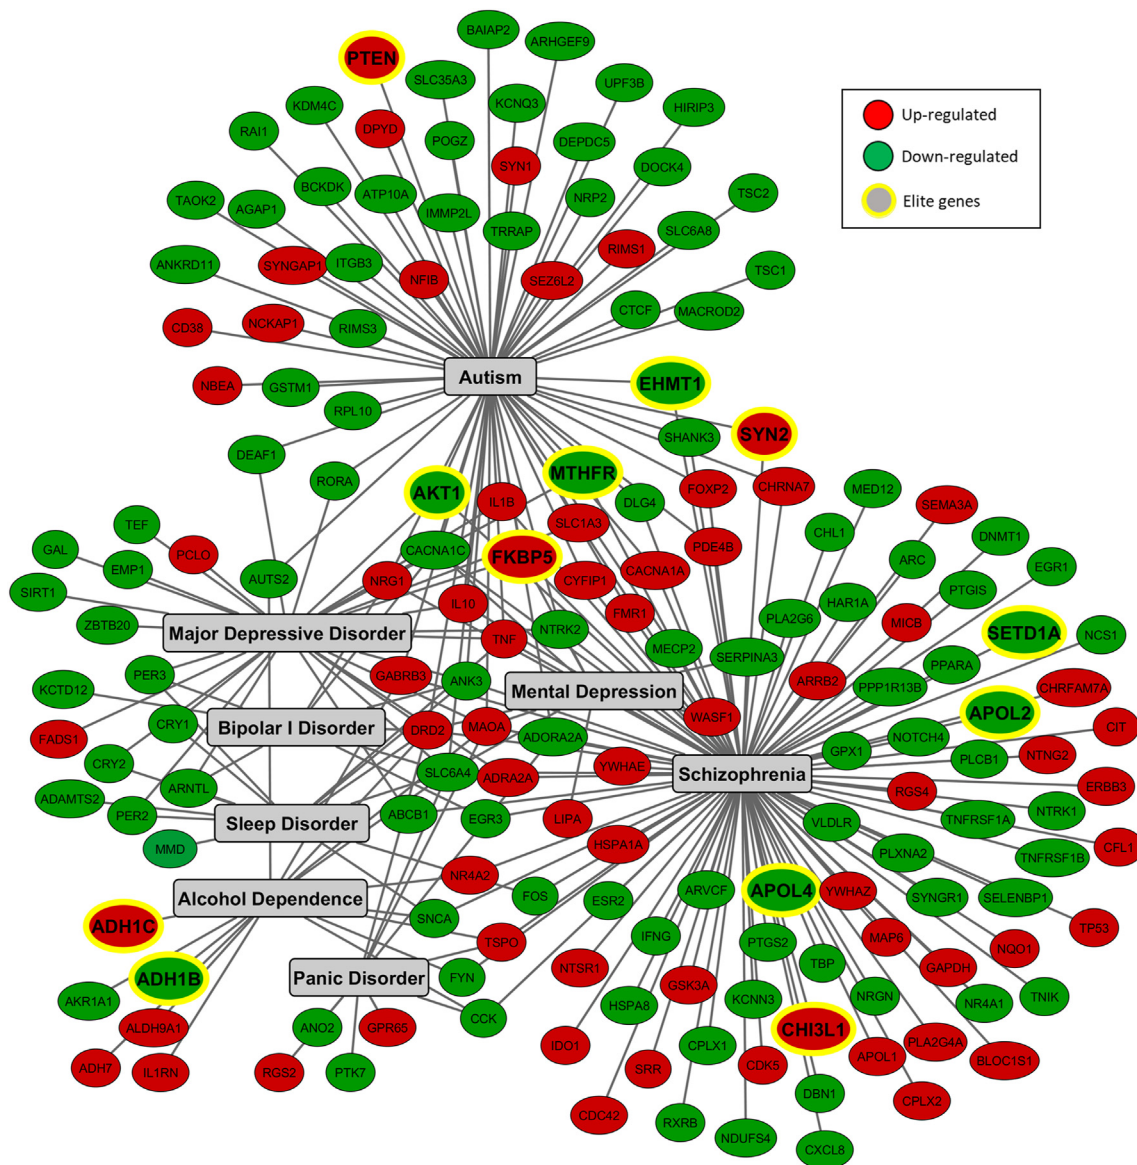 BAIAP2
ARHGEF9
PTEN
SLC35A3
UPF3B
KDM4C
KCNQ3
HIRIP3
DPYD
RAI1
POGZ
DEPDC5
SYN1
DOCK4
BCKDK
ATP10A
NRP2
TSC2
TAOK2
AGAP1
IMMP2L
TRRAP
SLC6A8
RIMS1
ANKRD11
SYNGAP1
ITGB3
NFIB
SEZ6L2
TSC1
CTCF
MACROD2
CD38
NCKAP1
RIMS3
Up-regulated
Down-regulated
Elite genes
Autism
NBEA
GSTM1
EHMT1
RPL10
SHANK3
SYN2
DEAF1
RORA
AKT1
IL1B
MTHFR
DLG4
FOXP2
CHRNA7
MED12
SEMA3A
TEF
PCLO
GAL
EMP1
SIRT1
AUTS2
ZBTB20
CACNA1C
NRG1
FKBP5
SLC1A3
CYFIP1
CACNA1A
PDE4B
CHL1
ARC
DNMT1
EGR1
PTGIS
HAR1A
PLA2G6
MICB
IL10
FMR1
TNF
NTRK2
MECP2
SERPINA3
Major Depressive Disorder
SETD1A
NCS1
PPARA
PPP1R13B
ARRB2
KCTD12
PER3
GABRB3
ANK3
Mental Depression
CHRFAM7A
APOL2
CIT
WASF1
FADS1
CRY1
Bipolar I Disorder
DRD2
MAOA
ADORA2A
NOTCH4
GPX1
PLCB1
NTNG2
CRY2
ARNTL
SLC6A4
ADRA2A
YWHAE
Schizophrenia
RGS4
ERBB3
ADAMTS2
PER2
Sleep Disorder
ABCB1
EGR3
LIPA
VLDLR
TNFRSF1A
NTRK1
MMD
HSPA1A
PLXNA2
TNFRSF1B
CFL1
Alcohol Dependence
NR4A2
FOS
ESR2
ARVCF
APOL4
YWHAZ
SYNGR1
SELENBP1
ADH1C
SNCA
TSPO
IFNG
PTGS2
MAP6
NQO1
TP53
ADH1B
Panic Disorder
FYN
NTSR1
GSK3A
TBP
GAPDH
AKR1A1
CCK
HSPA8
KCNN3
NRGN
NR4A1
TNIK
ALDH9A1
ANO2
GPR65
CHI3L1
IDO1
CPLX1
PLA2G4A
APOL1
BLOC1S1
ADH7
IL1RN
RGS2
PTK7
SRR
CDK5
DBN1
CDC42
RXRB
CPLX2
NDUFS4
CXCL8